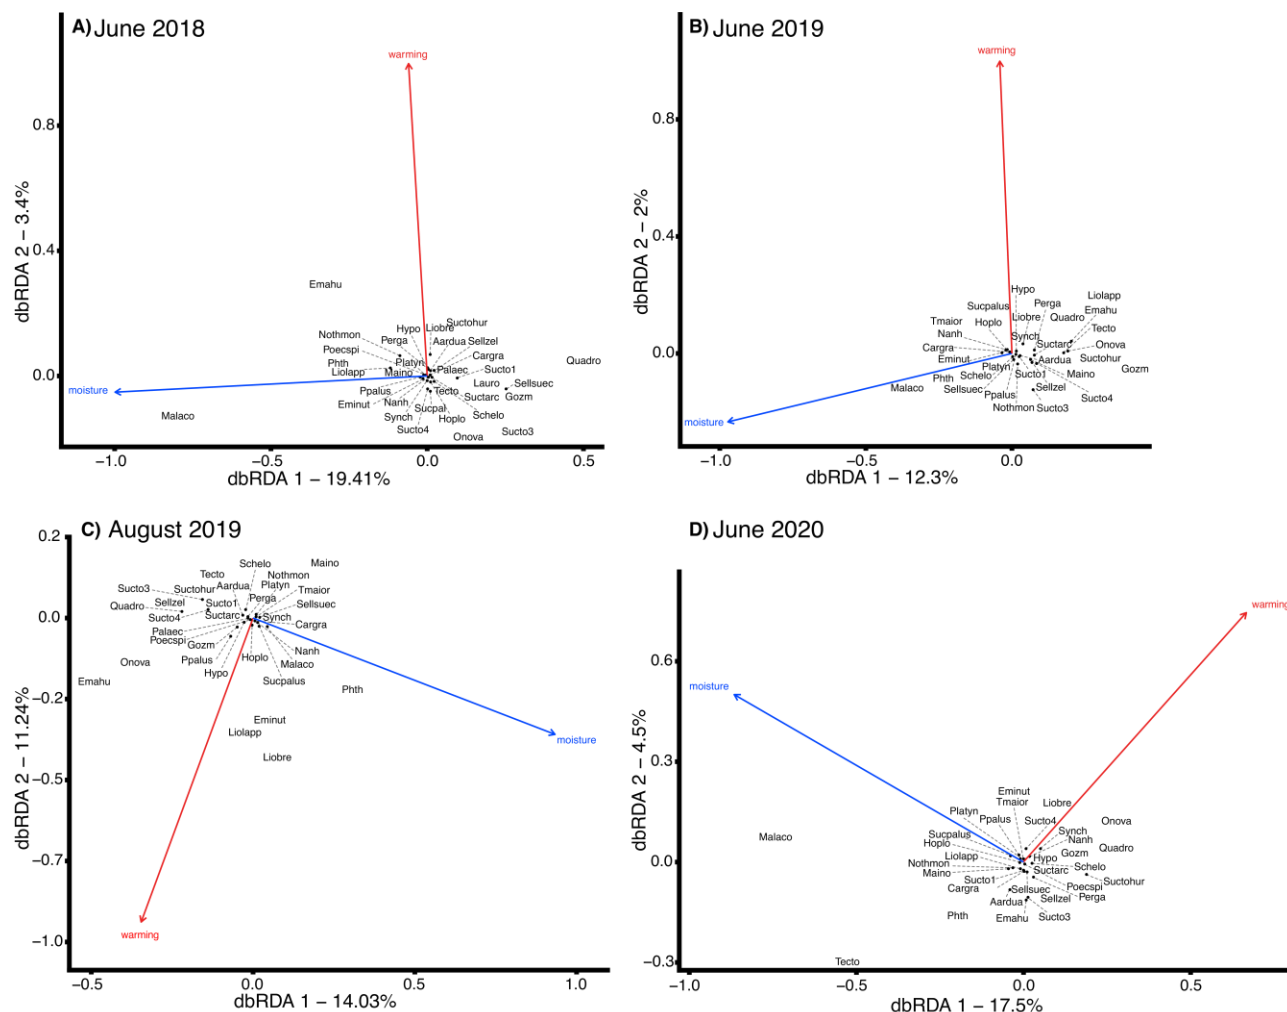 A) June 2018
warming
0.8
0.4
0.0
dbRDA 2 − 3.4%
Emahu
Suctohur
Hypo Liobre
Nothmon
Perga
Aardua Sellzel
Poecspi
Cargra
Quadro
Phth
Platyn
Palaec
Sucto1
Liolapp
Maino
Lauro
Sellsuec
moisture
Ppalus
Tecto
Suctarc
Gozm
Eminut
Nanh
Sucpal
Malaco
Synch
Hoplo
Schelo
Sucto4
Onova
Sucto3
−1.0
−0.5
0.0
0.5
dbRDA 1 − 19.41%
B) June 2019
warming
0.8
0.4
0.0
dbRDA 2 − 2%
Hypo
Liolapp
Sucpalus
Perga
Emahu
Tmaior
Hoplo
Liobre
Quadro
Nanh
Synch
Tecto
Cargra
Suctarc
Onova
Eminut
Aardua
Suctohur
Platyn
Gozm
Phth
Schelo
Sucto1
Maino
Malaco
Sellsuec
Sellzel
Ppalus
Sucto4
Nothmon
Sucto3
moisture
−1.0
−0.5
0.0
dbRDA 1 − 12.3%
C) August 2019
0.2
0.0
−0.2
−0.5
−0.7
−1.0
dbRDA 2 − 11.24%
Schelo
Maino
Tecto
Nothmon
Sucto3
Suctohur
Aardua
Platyn
Tmaior
Quadro
Sellzel
Sucto1
Perga
Sellsuec
Sucto4
Suctarc
Synch
Palaec
Cargra
Poecspi
Gozm
Nanh
Onova
Ppalus
Hoplo
Malaco
Hypo
Emahu
Sucpalus
Phth
Eminut
Liolapp
moisture
Liobre
warming
−0.5
0.0
0.5
1.0
dbRDA 1 − 14.03%
D) June 2020
warming
moisture
0.6
0.3
0.0
−0.3
dbRDA 2 − 4.5%
Eminut
Tmaior
Liobre
Platyn
Ppalus
Sucto4
Onova
Malaco
Sucpalus
Synch
Hoplo
Nanh
Liolapp
Hypo
Gozm
Quadro
Nothmon
Schelo
Maino
Suctarc
Sucto1
Suctohur
Cargra
Sellsuec
Poecspi
Aardua
Sellzel
Perga
Phth
Emahu
Sucto3
Tecto
−1.0
−0.5
0.0
0.5
dbRDA 1 − 17.5%